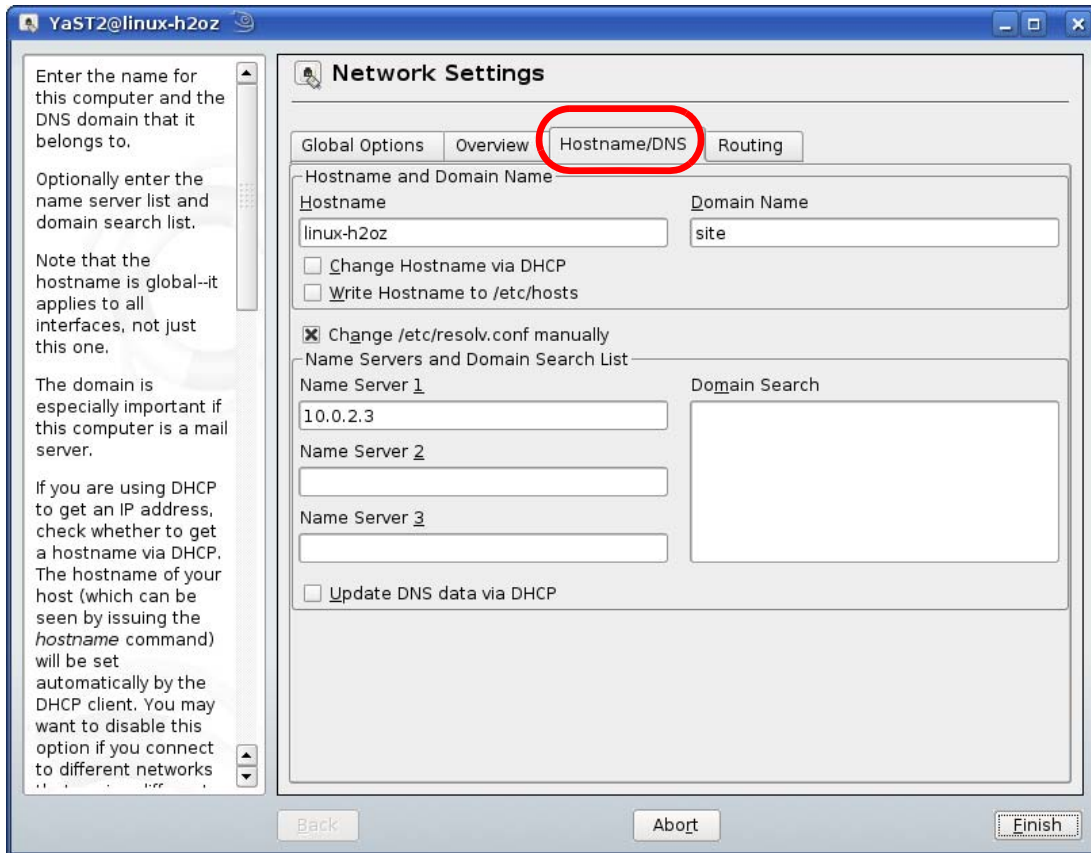 YaST2@linux-h2oz
Enter the name for
this computer and the
DNS domain that it
belongs to.
Optionally enter the
name server list and
domain search list.
Note that the
hostname is global--it
applies to all
interfaces, not just
this one.
The domain is
especially important if
this computer is a mail
server.
If you are using DHCP
to get an IP address,
check whether to get
a hostname via DHCP.
The hostname of your
host (which can be
seen by issuing the
hostname command)
will be set
automatically by the
DHCP client. You may
want to disable this
option if you connect
to different networks
Network Settings
Global Options
Overview
Hostname/DNS
Routing
Hostname and Domain Name
Hostname
Domain Name
linux-h2oz
site
Change Hostname via DHCP
Write Hostname to /etc/hosts
Change /etc/resolv.conf manually
Name Servers and Domain Search List
Name Server 1
Domain Search
10.0.2.3
Name Server 2
Name Server 3
Update DNS data via DHCP
Back
Abort
Finish